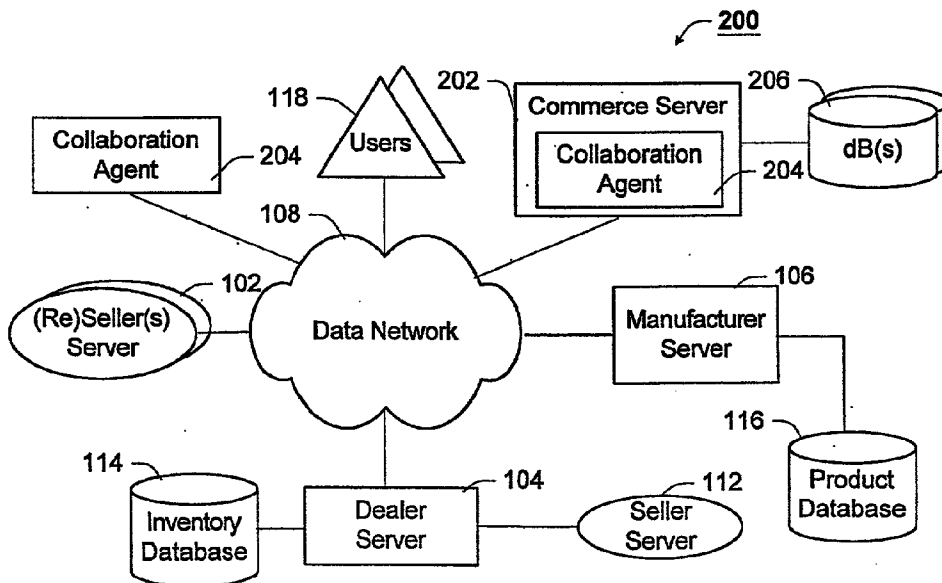 200
118
202
Commerce Server
206
Collaboration
Agent
204
Users
Collaboration
Agent
204
dB(s)
108
102
(Re)Seller(s)
Server
Data Network
106
Manufacturer
Server
114
104
112
116
Inventory
Database
Dealer
Server
Seller
Server
Product
Database